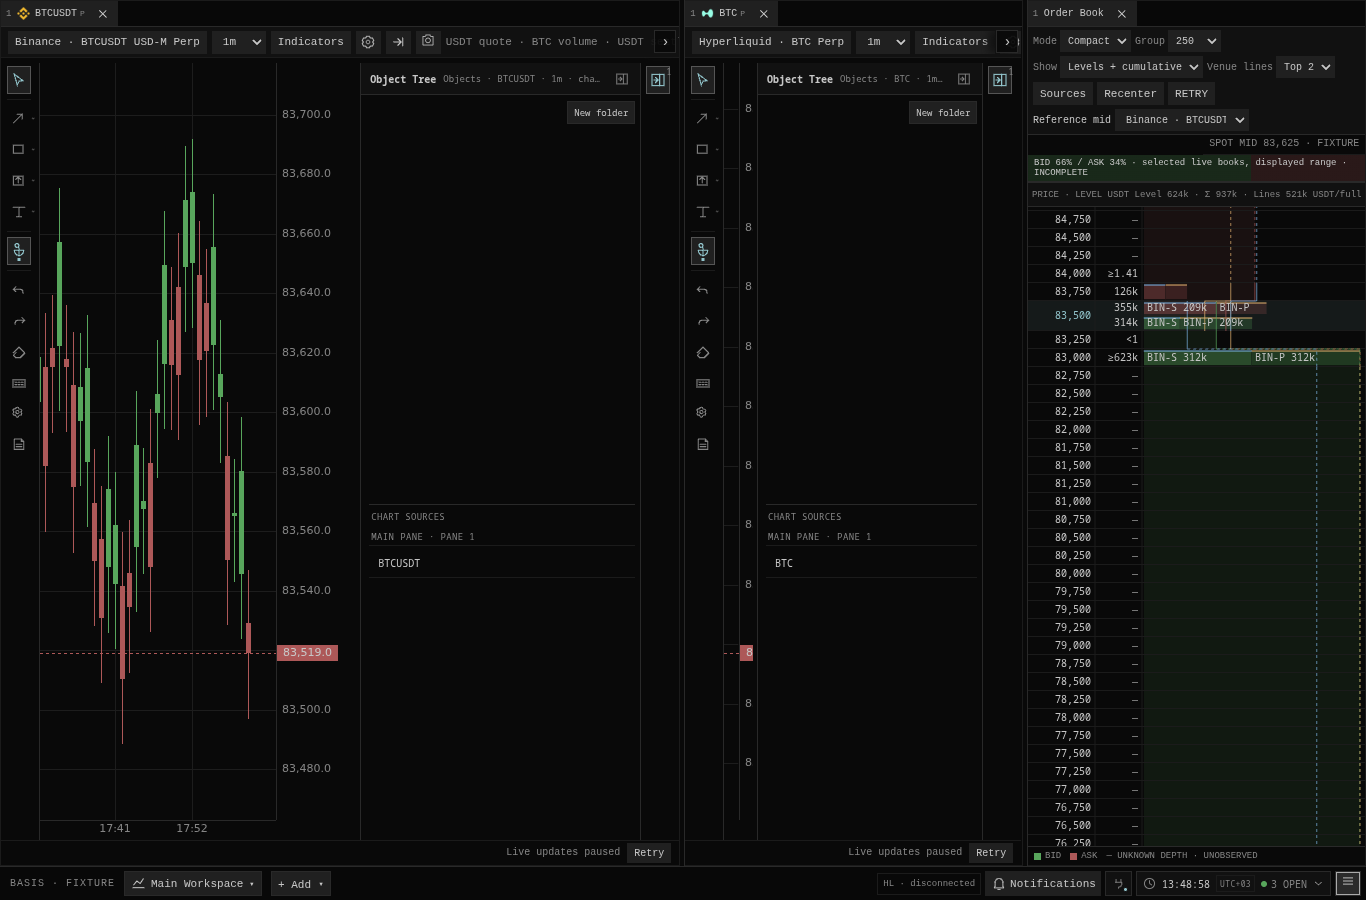 1 BTCUSDT P
Binance · BTCUSDT USD-M Perp 1m Indicators USDT quote · BTC volume · USDT
Object Tree Objects · BTCUSDT · 1m · cha…
New folder
83,700.0
83,680.0
83,660.0
83,640.0
83,620.0
83,600.0
83,580.0
83,560.0
83,540.0
83,519.0
83,500.0
83,480.0
17:41 17:52
CHART SOURCES
MAIN PANE · PANE 1
BTCUSDT
Live updates paused Retry
1 BTC P
Hyperliquid · BTC Perp 1m Indicators
Object Tree Objects · BTC · 1m…
New folder
8
8
8
8
8
8
8
8
8
8
8
8
CHART SOURCES
MAIN PANE · PANE 1
BTC
Live updates paused Retry
1 Order Book
Mode Compact Group 250
Show Levels + cumulative Venue lines Top 2
Sources Recenter RETRY
Reference mid Binance · BTCUSDT
SPOT MID 83,625 · FIXTURE
BID 66% / ASK 34% · selected live books, displayed range ·
INCOMPLETE
PRICE · LEVEL USDT Level 624k · Σ 937k · Lines 521k USDT/full
84,750 —
84,500 —
84,250 —
84,000 ≥1.41
83,750 126k
355k BIN-S 209k BIN-P
83,500
314k BIN-S BIN-P 209k
83,250 <1
83,000 ≥623k BIN-S 312k BIN-P 312k
82,750 —
82,500 —
82,250 —
82,000 —
81,750 —
81,500 —
81,250 —
81,000 —
80,750 —
80,500 —
80,250 —
80,000 —
79,750 —
79,500 —
79,250 —
79,000 —
78,750 —
78,500 —
78,250 —
78,000 —
77,750 —
77,500 —
77,250 —
77,000 —
76,750 —
76,500 —
76,250 —
BID ASK — UNKNOWN DEPTH · UNOBSERVED
BASIS · FIXTURE Main Workspace + Add HL · disconnected Notifications 13:48:58 UTC+03 3 OPEN